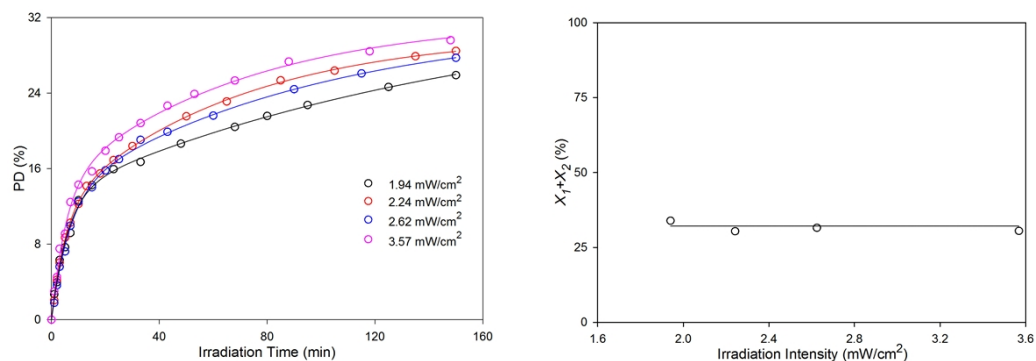 32
24
16
8
0
PD (%)
1.94 mW/cm²
2.24 mW/cm²
2.62 mW/cm²
3.57 mW/cm²
0 40 80 120 160
Irradiation Time (min)
100
75
50
25
0
X₁+X₂ (%)
1.6 2.0 2.4 2.8 3.2 3.6
Irradiation Intensity (mW/cm²)